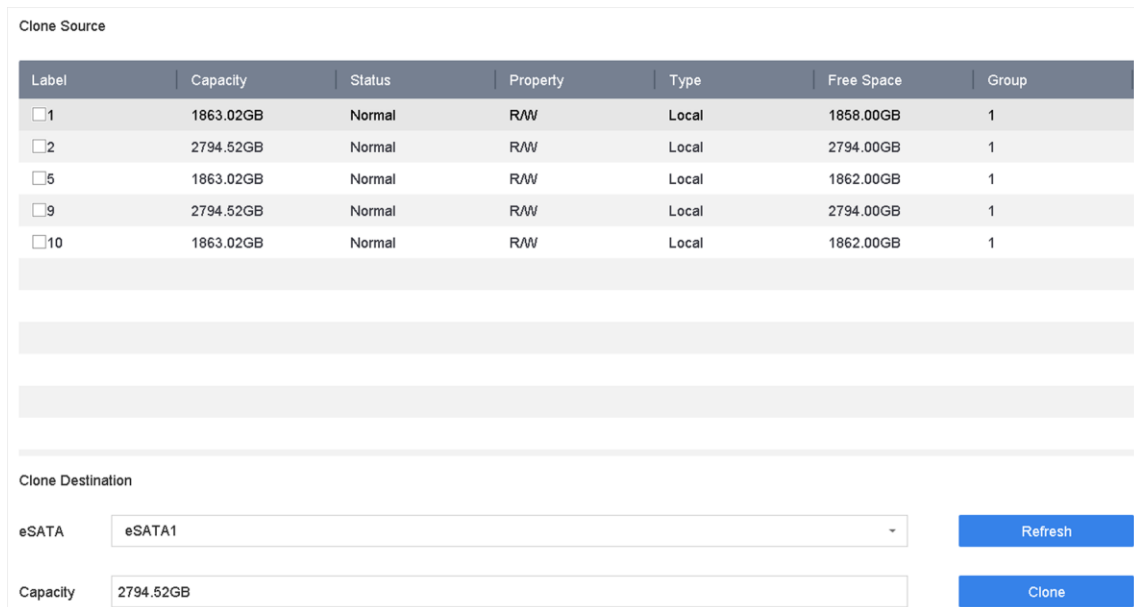 Clone Source
Label Capacity Status Property Type Free Space Group
1 1863.02GB Normal R/W Local 1858.00GB 1
2 2794.52GB Normal R/W Local 2794.00GB 1
5 1863.02GB Normal R/W Local 1862.00GB 1
9 2794.52GB Normal R/W Local 2794.00GB 1
10 1863.02GB Normal R/W Local 1862.00GB 1
Clone Destination
eSATA eSATA1 Refresh
Capacity 2794.52GB Clone